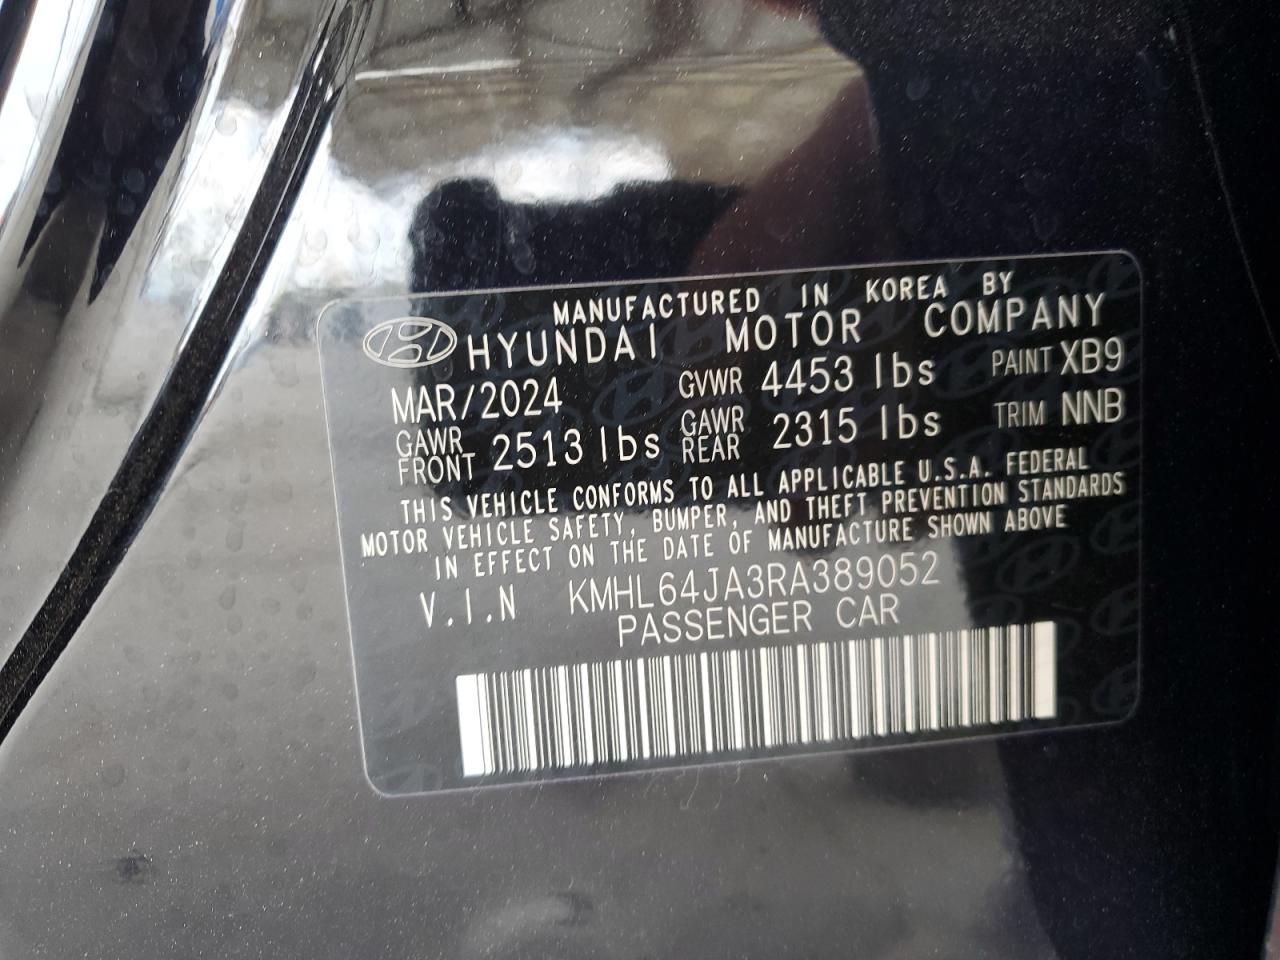 MANUFACTURED IN KOREA BY
HYUNDAI MOTOR COMPANY
MAR/2024 GVWR 4453 lbs PAINT XB9
GAWR FRONT 2513 lbs GAWR REAR 2315 lbs TRIM NNB
THIS VEHICLE CONFORMS TO ALL APPLICABLE U.S.A. FEDERAL
MOTOR VEHICLE SAFETY, BUMPER, AND THEFT PREVENTION STANDARDS
IN EFFECT ON THE DATE OF MANUFACTURE SHOWN ABOVE
V.I.N KMHL64JA3RA389052
PASSENGER CAR